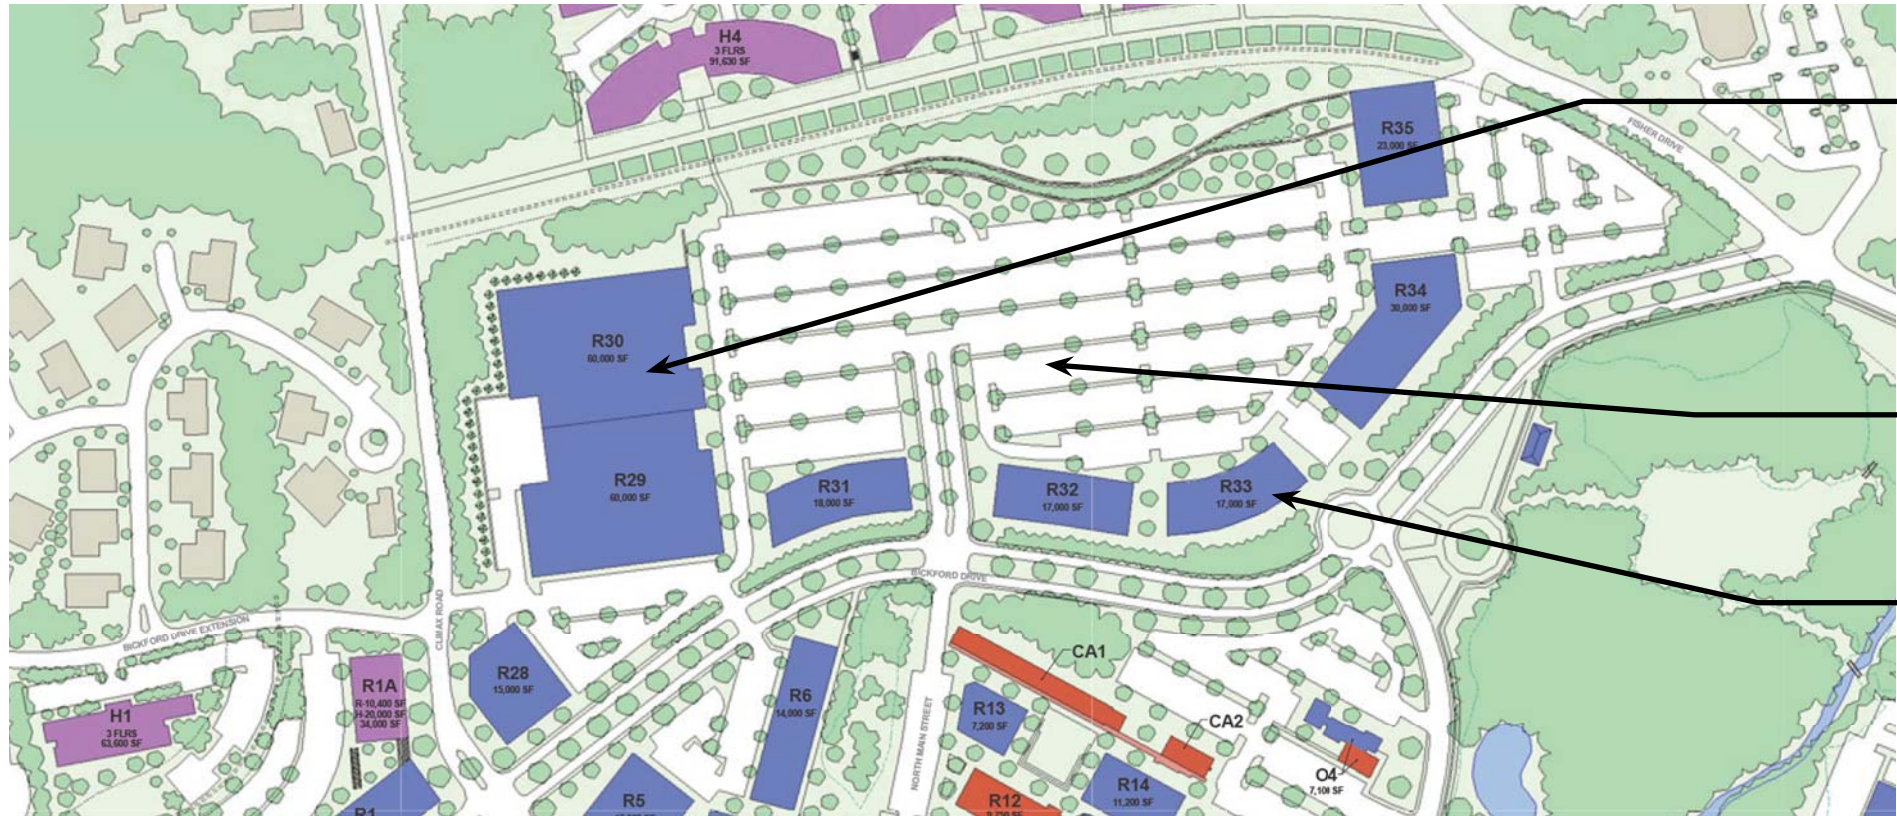 H4
3 FLRS
91,630 SF
R35
23,000 SF
FISHER DRIVE
R34
30,000 SF
R30
60,000 SF
R29
60,000 SF
R31
18,000 SF
R32
17,000 SF
R33
17,000 SF
BICKFORD DRIVE
CLIMAX ROAD
BICKFORD DRIVE EXTENSION
R28
15,000 SF
R1A
R-10,400 SF
H-20,000 SF
34,000 SF
H1
3 FLRS
63,600 SF
R6
14,000 SF
CA1
R13
7,200 SF
CA2
NORTH MAIN STREET
O4
7,100 SF
R14
11,200 SF
R12
R5
R1